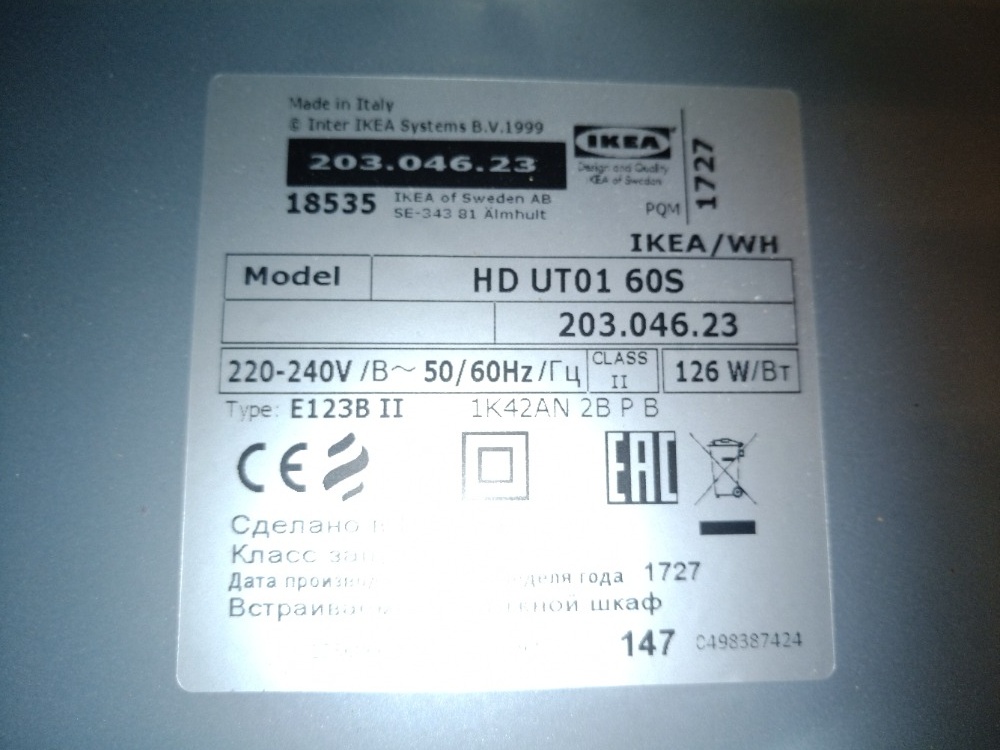 Made in Italy
© Inter IKEA Systems B.V.1999
203.046.23
18535 IKEA of Sweden AB
SE-343 81 Älmhult
IKEA
Design and Quality
IKEA of Sweden
PQM
1727
IKEA/WH
Model HD UT01 60S
203.046.23
220-240V /В~ 50/60Hz/Гц CLASS II 126 W/Вт
Type: E123B II 1K42AN 2B P B
CE EAC
Сделано в
Класс
Дата года 1727
шкаф
147 C498387424